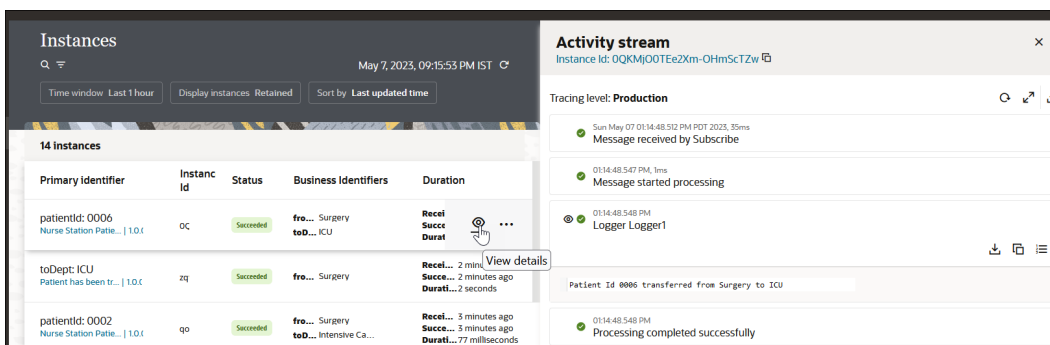 Instances
May 7, 2023, 09:15:53 PM IST
Time window Last 1 hour
Display instances Retained
Sort by Last updated time
14 instances
Primary identifier
Instanc
Id
Status
Business Identifiers
Duration
patientId: 0006
Nurse Station Patie... | 1.0.(
Succeeded
fro... Surgery
toD... ICU
Recei
Succe
Durat
View details
toDept: ICU
Patient has been tr... | 1.0.(
zq
Succeeded
fro... Surgery
Recei... 2 minu
Succe... 2 minutes ago
Durati... 2 seconds
patientId: 0002
Nurse Station Patie... | 1.0.(
qo
Succeeded
fro... Surgery
toD... Intensive Ca...
Recei... 3 minutes ago
Succe... 3 minutes ago
Durati... 77 milliseconds
Activity stream
Instance Id: 0QKMjO0TEe2Xm-OHmScTZw
Tracing level: Production
Sun May 07 01:14:48.512 PM PDT 2023, 35ms
Message received by Subscribe
01:14:48.547 PM, 1ms
Message started processing
01:14:48.548 PM
Logger Logger1
Patient Id 0006 transferred from Surgery to ICU
01:14:48.548 PM
Processing completed successfully